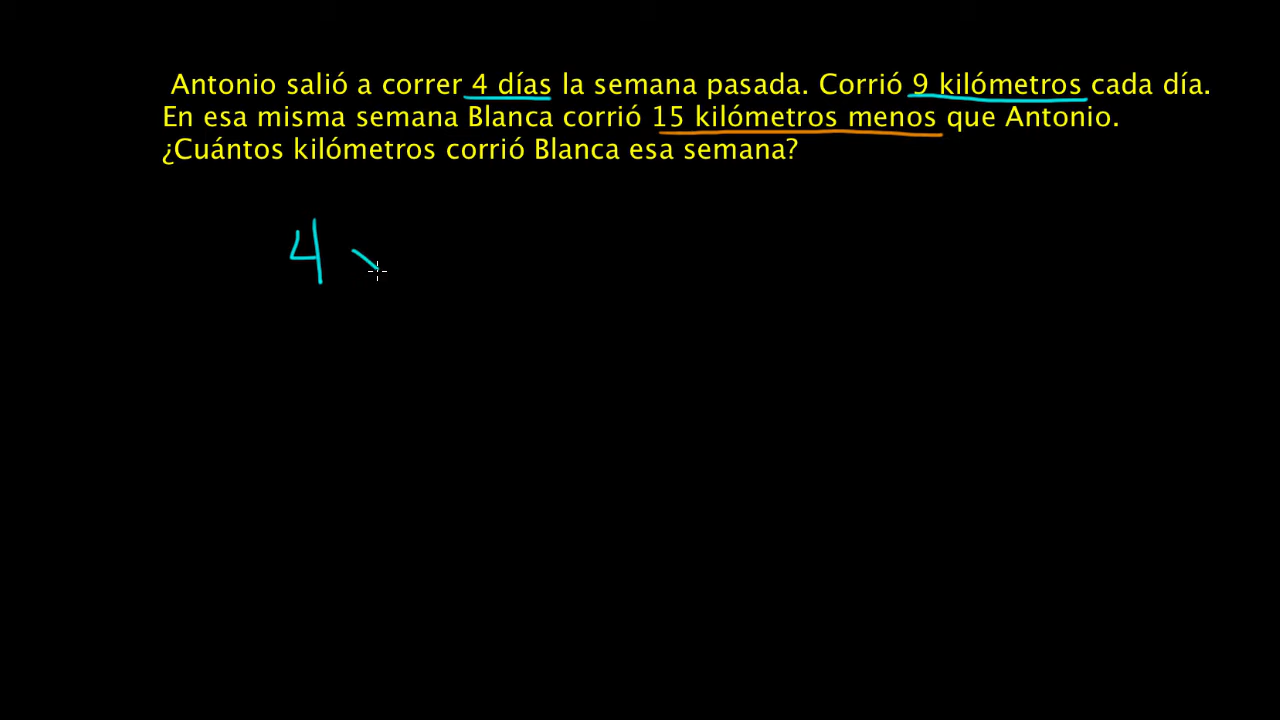 Antonio salió a correr 4 días la semana pasada. Corrió 9 kilómetros cada día.
En esa misma semana Blanca corrió 15 kilómetros menos que Antonio.
¿Cuántos kilómetros corrió Blanca esa semana?
4